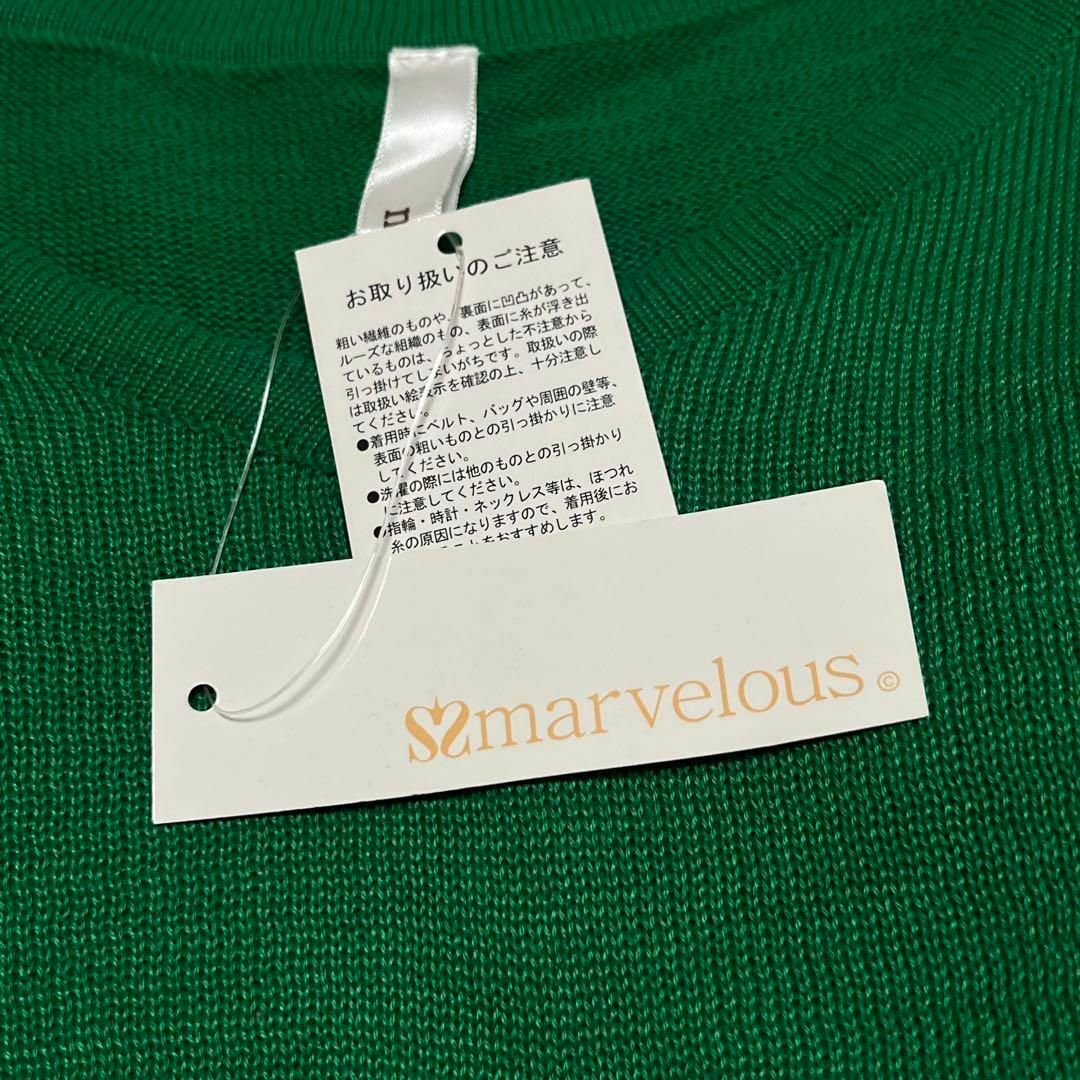 お取り扱いのご注意
粗い繊維のものや、裏面に凹凸があって、
ルーズな組織のもの、表面に糸が浮き出
ているものは、ちょっとした不注意から
引っ掛けてしまいがちです。取扱いの際
は取扱い絵表示を確認の上、十分注意し
てください。
●着用時にベルト、バッグや周囲の壁等、
表面の粗いものとの引っ掛かりに注意
してください。
●洗濯の際には他のものとの引っ掛かり
に注意してください。
●指輪・時計・ネックレス等は、ほつれ
糸の原因になりますので、着用後にお
ことをおすすめします。
marvelous©